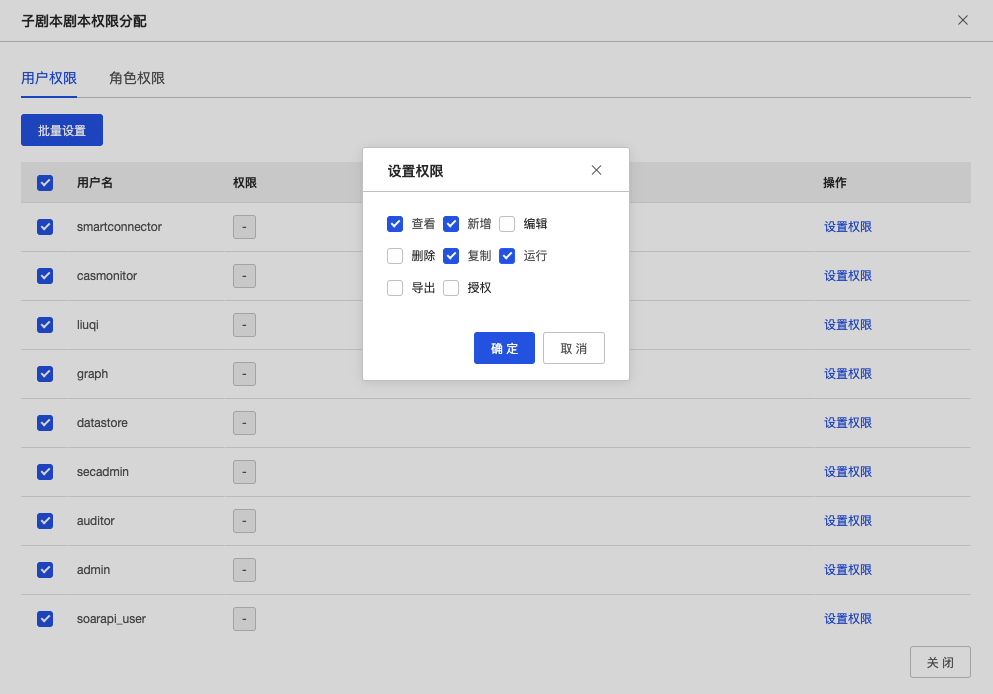 子剧本剧本权限分配
用户权限 角色权限
批量设置
用户名 权限 操作
smartconnector - 设置权限
casmonitor - 设置权限
liuqi - 设置权限
graph - 设置权限
datastore - 设置权限
secadmin - 设置权限
auditor - 设置权限
admin - 设置权限
soarapi_user - 设置权限
关 闭
设置权限
查看 新增 编辑
删除 复制 运行
导出 授权
确 定 取 消